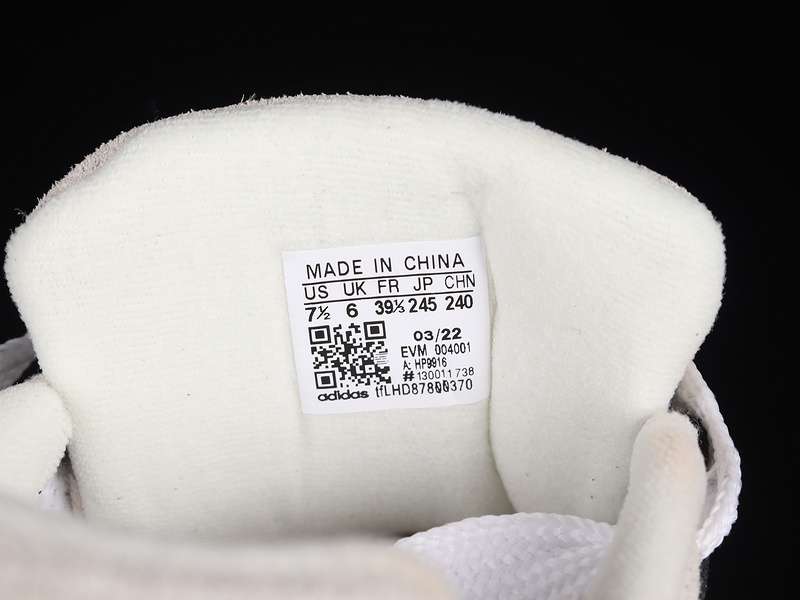 MADE IN CHINA
US UK FR JP CHN
7½ 6 39⅓ 245 240
03/22
EVM 004001
A: HP9916
#130011738
adidas tfLHD87800370